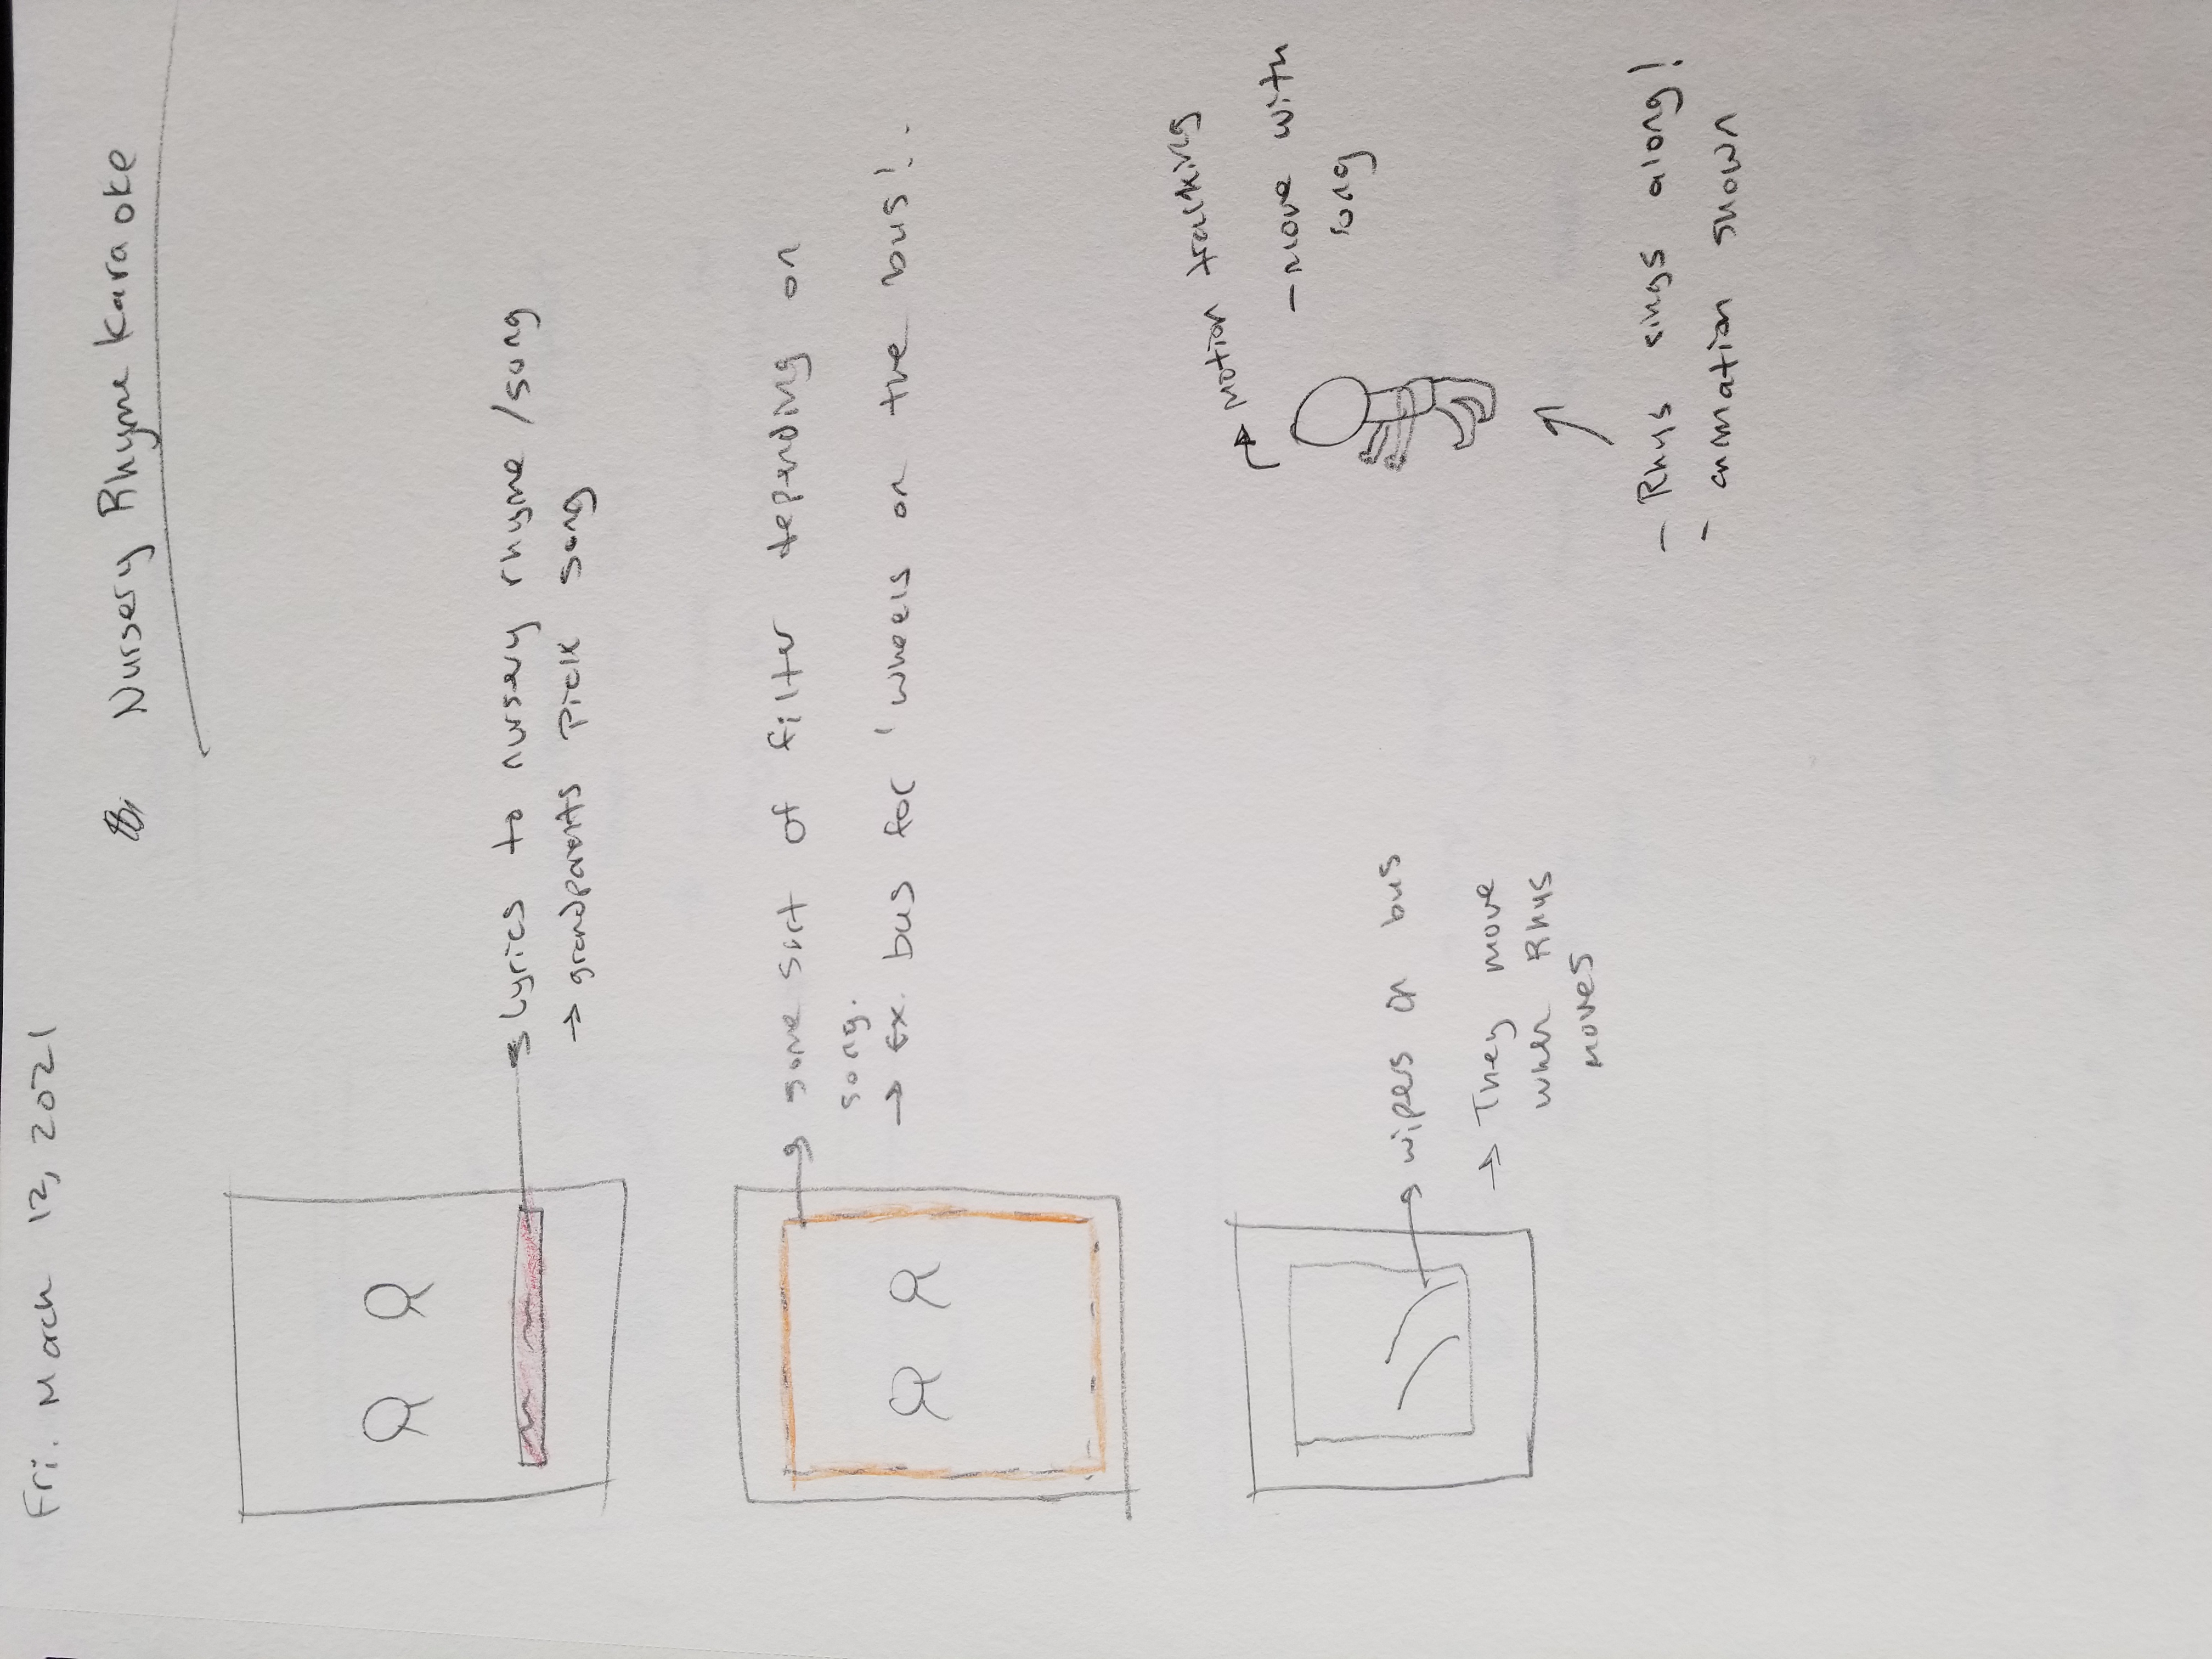 Fri. March 12, 2021
Nursery Rhyme Karaoke
lyrics to nursery rhyme / song
→ grandparents pick song
some sort of filter depending on
song.
→ Ex. bus for 'wheels on the bus'.
→ motion tracking
- move with
song
wipers on bus
→ They move
when Rhys
moves
- Rhys sings along!
- animation shown